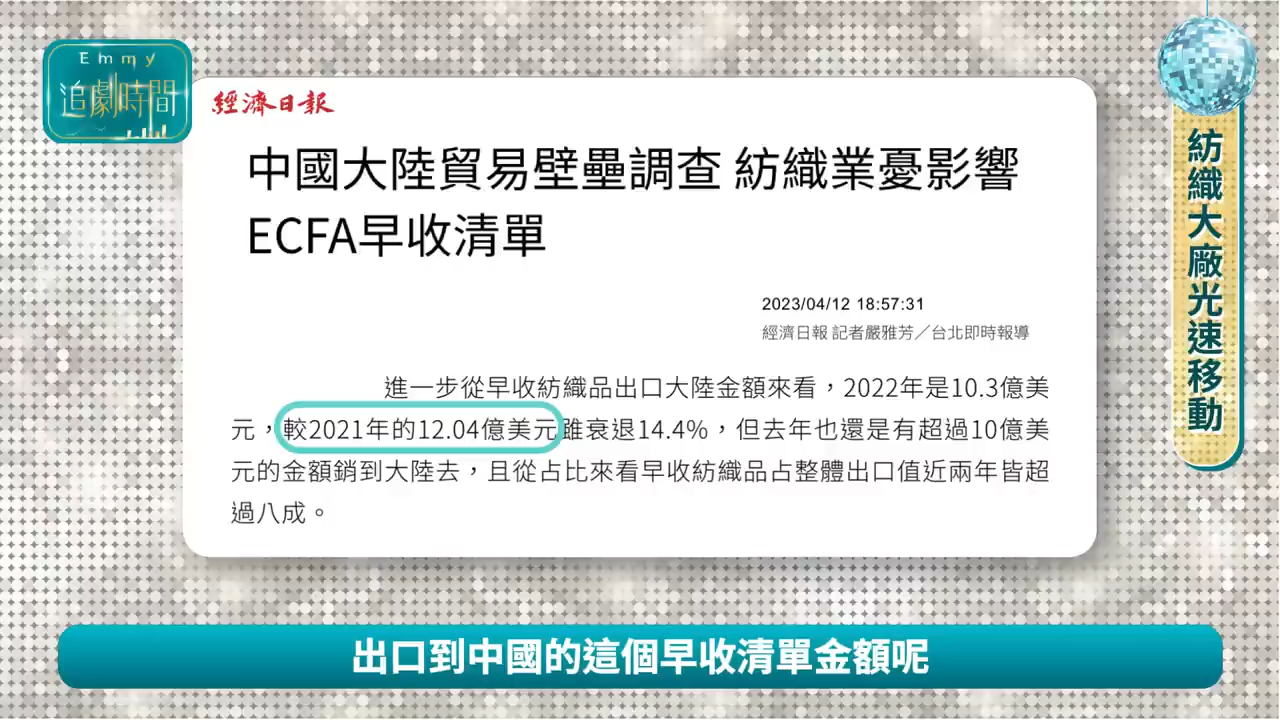 Emmy
追劇時間
經濟日報
中國大陸貿易壁壘調查 紡織業憂影響
ECFA早收清單
2023/04/12 18:57:31
經濟日報 記者嚴雅芳／台北即時報導
進一步從早收紡織品出口大陸金額來看，2022年是10.3億美
元，較2021年的12.04億美元雖衰退14.4%，但去年也還是有超過10億美
元的金額銷到大陸去，且從占比來看早收紡織品占整體出口值近兩年皆超
過八成。
紡織大廠光速移動
出口到中國的這個早收清單金額呢